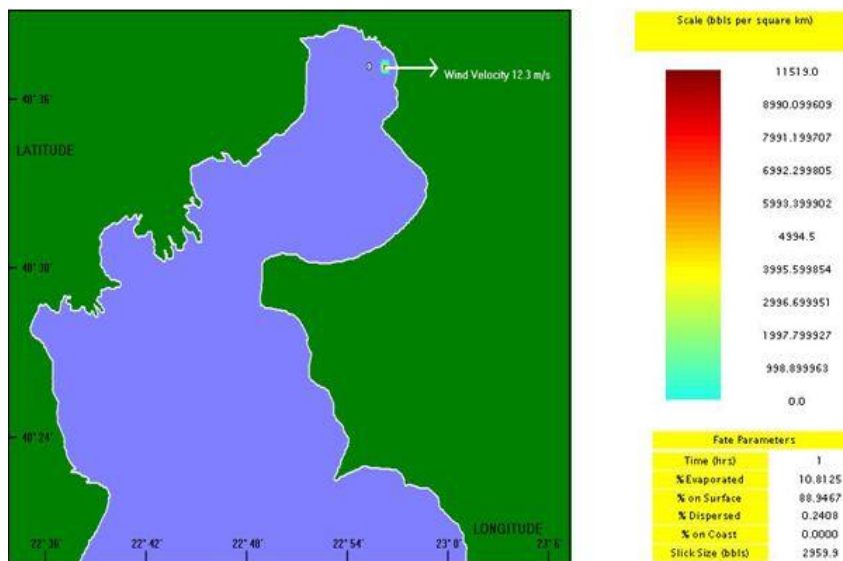 Wind Velocity 12.3 m/s
40° 36'
LATITUDE
40° 30'
40° 24'
LONGITUDE
22° 36' 22° 42' 22° 48' 22° 54' 23° 0' 23° 6'
Scale (bbls per square km)
11519.0
8990.099609
7991.199707
6992.299805
5993.399902
4994.5
3995.599854
2996.699951
1997.799927
998.899963
0.0
Fate Parameters
Time (hrs) 1
% Evaporated 10.8125
% on Surface 88.9467
% Dispersed 0.2408
% on Coast 0.0000
Slick Size (bbls) 2959.9